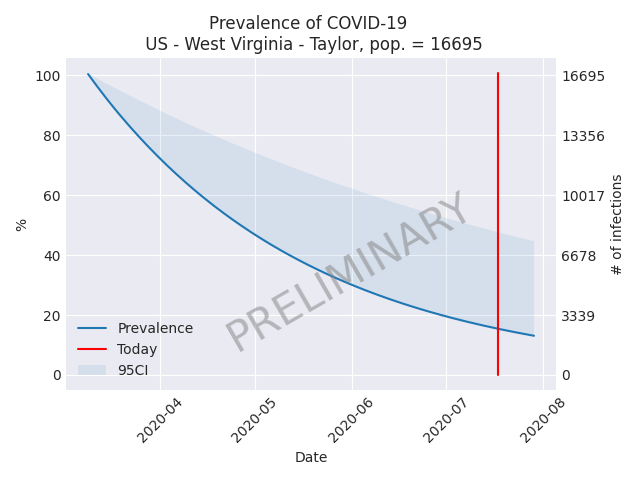 Prevalence of COVID-19
US - West Virginia - Taylor, pop. = 16695
100
80
60
40
20
0
%
16695
13356
10017
6678
3339
0
# of infections
PRELIMINARY
Prevalence
Today
95CI
2020-04
2020-05
2020-06
2020-07
2020-08
Date